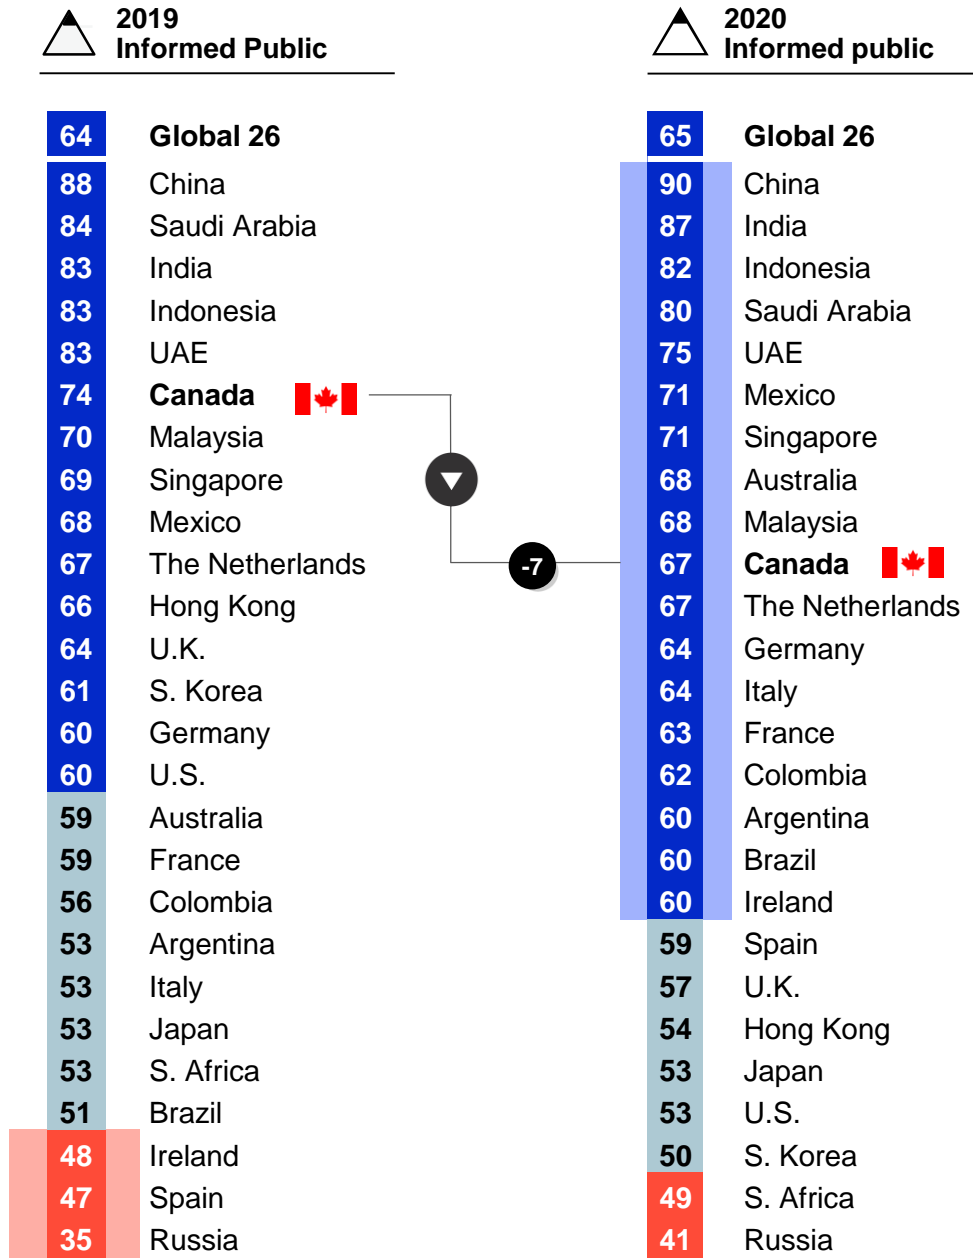 2019
Informed Public
64 Global 26
88 China
84 Saudi Arabia
83 India
83 Indonesia
83 UAE
74 Canada
70 Malaysia
69 Singapore
68 Mexico
67 The Netherlands
66 Hong Kong
64 U.K.
61 S. Korea
60 Germany
60 U.S.
59 Australia
59 France
56 Colombia
53 Argentina
53 Italy
53 Japan
53 S. Africa
51 Brazil
48 Ireland
47 Spain
35 Russia
-7
2020
Informed public
65 Global 26
90 China
87 India
82 Indonesia
80 Saudi Arabia
75 UAE
71 Mexico
71 Singapore
68 Australia
68 Malaysia
67 Canada
67 The Netherlands
64 Germany
64 Italy
63 France
62 Colombia
60 Argentina
60 Brazil
60 Ireland
59 Spain
57 U.K.
54 Hong Kong
53 Japan
53 U.S.
50 S. Korea
49 S. Africa
41 Russia